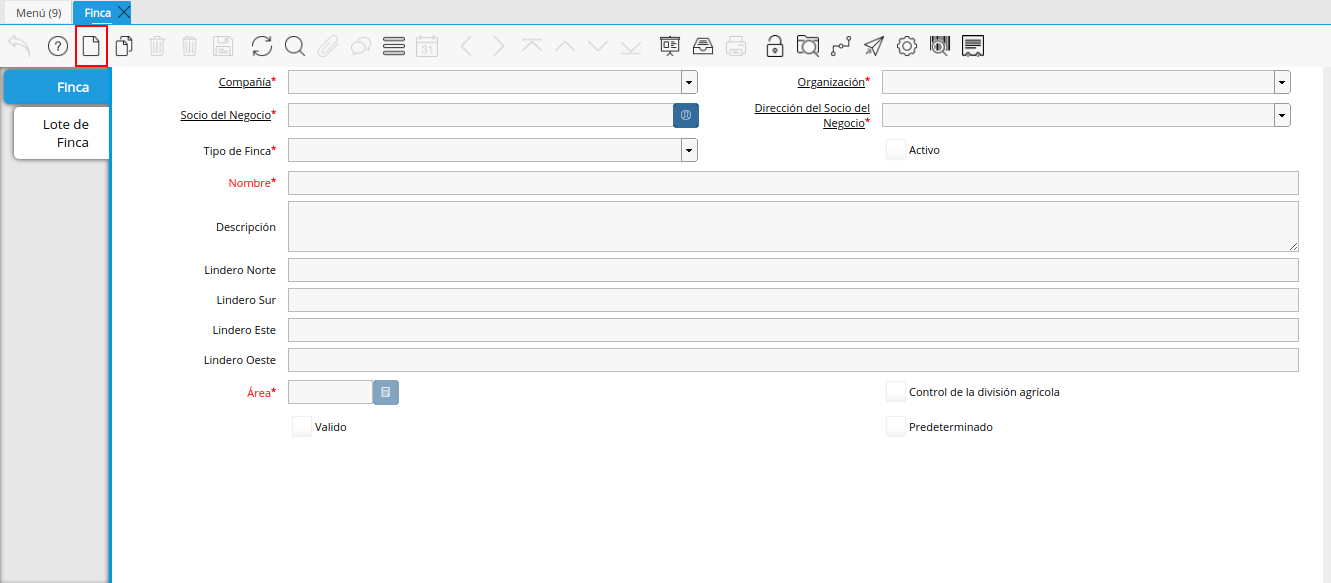 Menú (9)
Finca
31
Finca
Lote de
Finca
Compañía*
Organización*
Socio del Negocio*
Dirección del Socio del
Negocio*
Tipo de Finca*
Activo
Nombre*
Descripción
Lindero Norte
Lindero Sur
Lindero Este
Lindero Oeste
Área*
Control de la división agrícola
Valido
Predeterminado